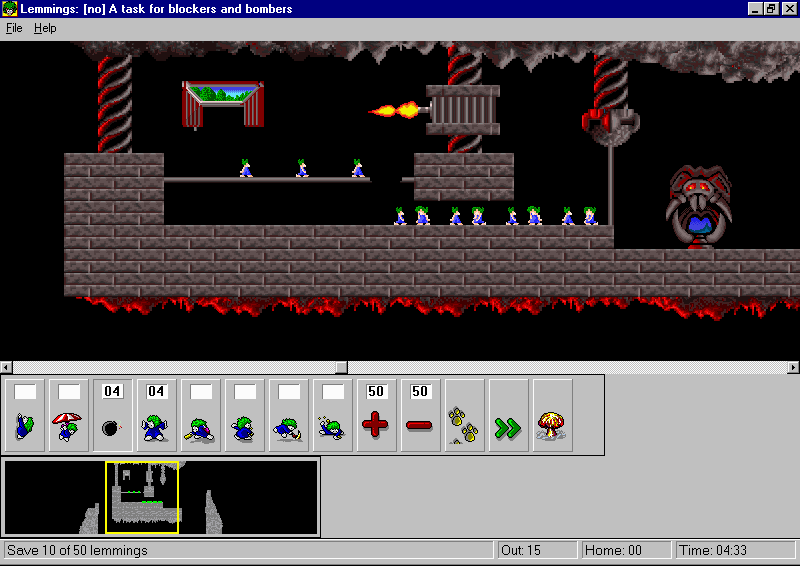 Lemmings: [no] A task for blockers and bombers
File Help
04 04 50 50
Save 10 of 50 lemmings Out: 15 Home: 00 Time: 04:33